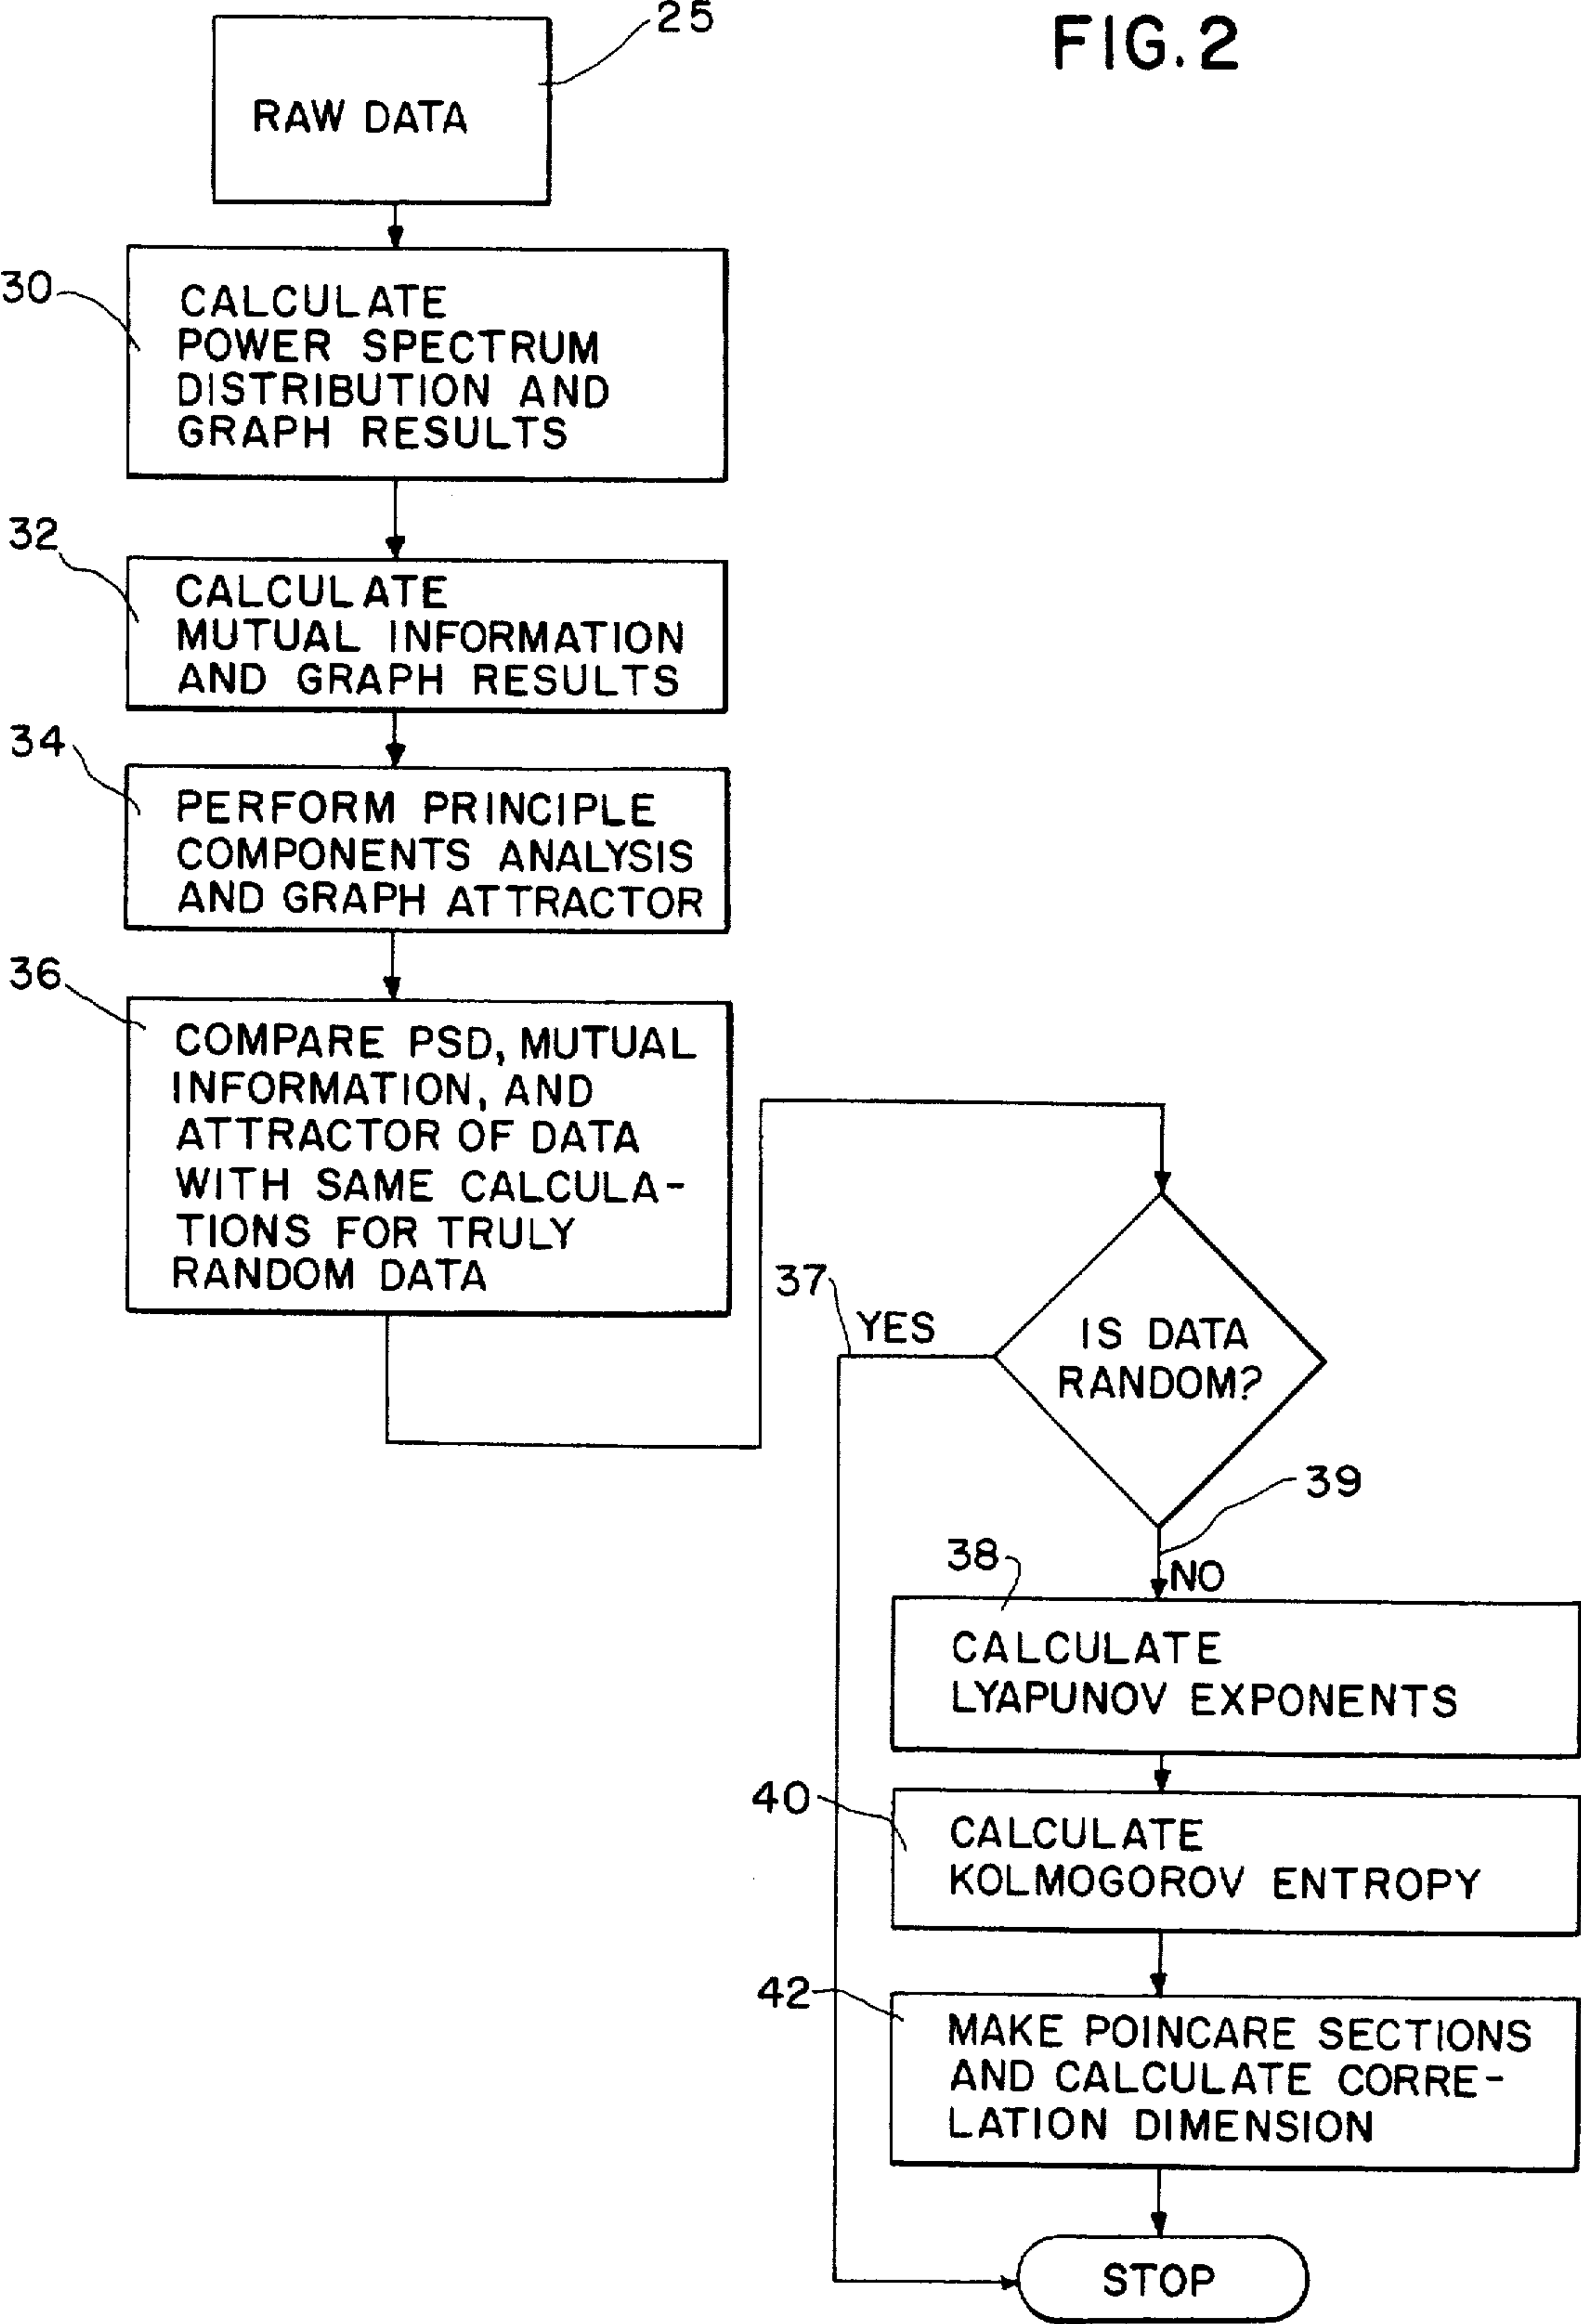 25
FIG. 2
RAW DATA
30
CALCULATE
POWER SPECTRUM
DISTRIBUTION AND
GRAPH RESULTS
32
CALCULATE
MUTUAL INFORMATION
AND GRAPH RESULTS
34
PERFORM PRINCIPLE
COMPONENTS ANALYSIS
AND GRAPH ATTRACTOR
36
COMPARE PSD, MUTUAL
INFORMATION, AND
ATTRACTOR OF DATA
WITH SAME CALCULA-
TIONS FOR TRULY
RANDOM DATA
37
YES
IS DATA
RANDOM?
39
NO
38
CALCULATE
LYAPUNOV EXPONENTS
40
CALCULATE
KOLMOGOROV ENTROPY
42
MAKE POINCARE SECTIONS
AND CALCULATE CORRE-
LATION DIMENSION
STOP